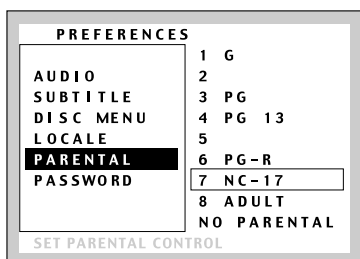 PREFERENCES
AUDIO
SUBTITLE
DISC MENU
LOCALE
PARENTAL
PASSWORD
1 G
2
3 PG
4 PG 13
5
6 PG-R
7 NC-17
8 ADULT
NO PARENTAL
SET PARENTAL CONTROL